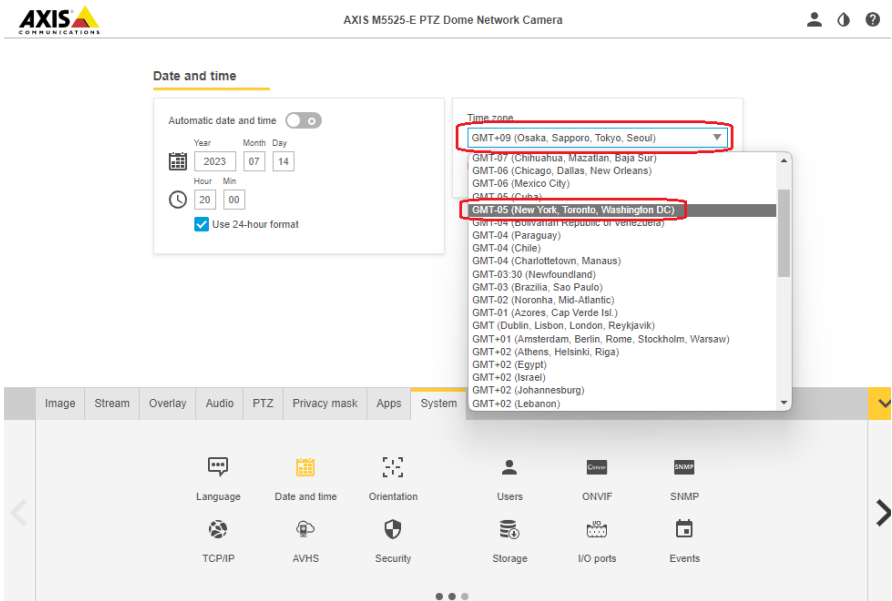 AXIS
COMMUNICATIONS
AXIS M5525-E PTZ Dome Network Camera
Date and time
Automatic date and time
Year Month Day
2023 07 14
Hour Min
20 00
Use 24-hour format
Time zone
GMT+09 (Osaka, Sapporo, Tokyo, Seoul)
GMT-07 (Chihuahua, Mazatlan, Baja Sur)
GMT-06 (Chicago, Dallas, New Orleans)
GMT-06 (Mexico City)
GMT-05 (Cuba)
GMT-05 (New York, Toronto, Washington DC)
GMT-04 (Bolivarian Republic of Venezuela)
GMT-04 (Paraguay)
GMT-04 (Chile)
GMT-04 (Charlottetown, Manaus)
GMT-03:30 (Newfoundland)
GMT-03 (Brazilia, Sao Paulo)
GMT-02 (Noronha, Mid-Atlantic)
GMT-01 (Azores, Cap Verde Isl.)
GMT (Dublin, Lisbon, London, Reykjavik)
GMT+01 (Amsterdam, Berlin, Rome, Stockholm, Warsaw)
GMT+02 (Athens, Helsinki, Riga)
GMT+02 (Egypt)
GMT+02 (Israel)
GMT+02 (Johannesburg)
GMT+02 (Lebanon)
Image Stream Overlay Audio PTZ Privacy mask Apps System
Onvif SNMP
Language Date and time Orientation Users ONVIF SNMP
I/O
TCP/IP AVHS Security Storage I/O ports Events